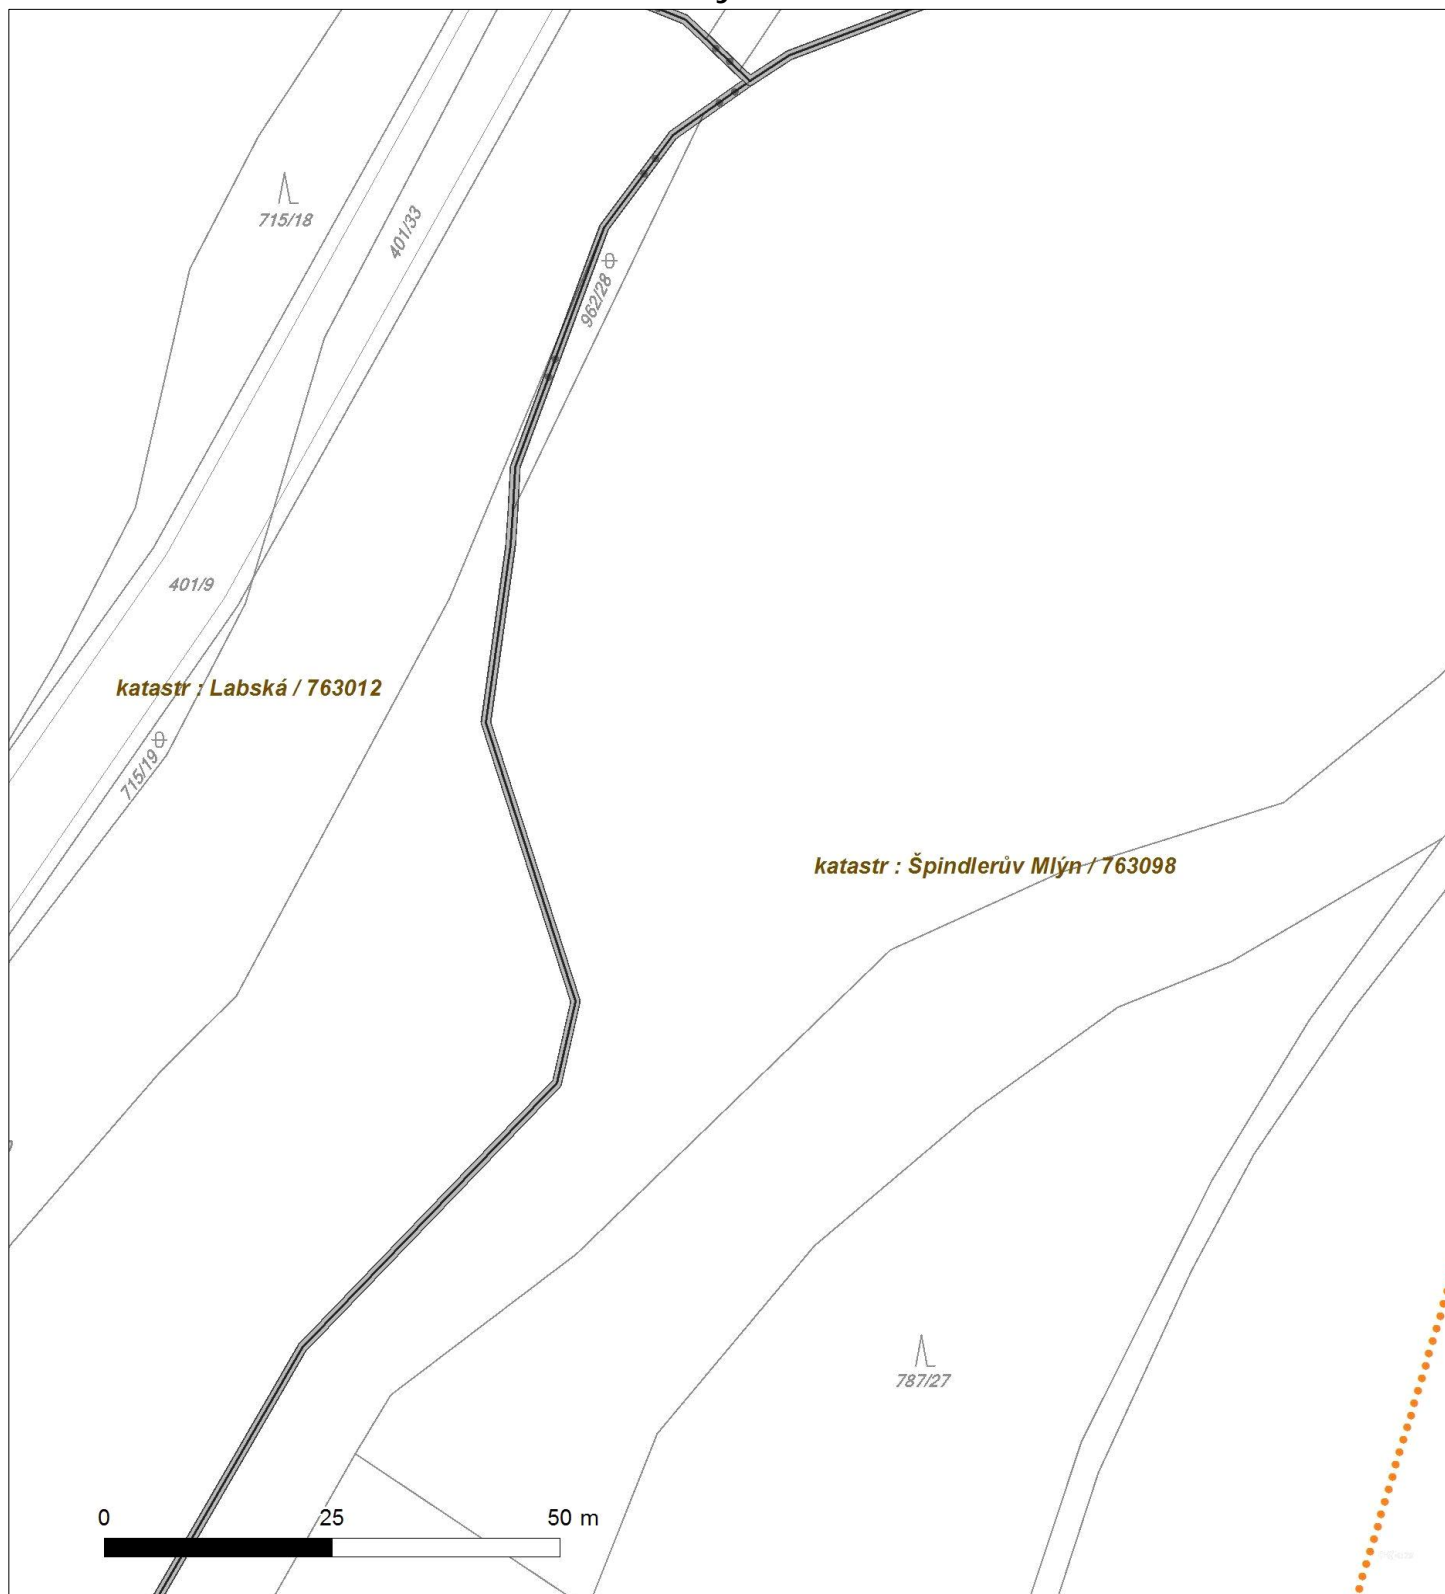 715/18
401/33
962/28
401/9
katastr : Labská / 763012
715/19
katastr : Špindlerův Mlýn / 763098
787/27
0 25 50 m